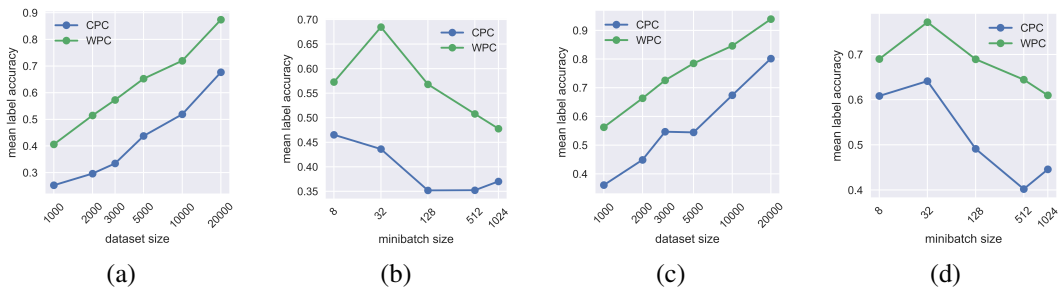 mean label accuracy
0.9
0.8
0.7
0.6
0.5
0.4
0.3
CPC
WPC
1000
2000
3000
5000
10000
20000
dataset size
(a)
mean label accuracy
0.70
0.65
0.60
0.55
0.50
0.45
0.40
0.35
CPC
WPC
8
32
128
512
1024
minibatch size
(b)
mean label accuracy
0.9
0.8
0.7
0.6
0.5
0.4
CPC
WPC
1000
2000
3000
5000
10000
20000
dataset size
(c)
mean label accuracy
0.7
0.6
0.5
0.4
CPC
WPC
8
32
128
512
1024
minibatch size
(d)